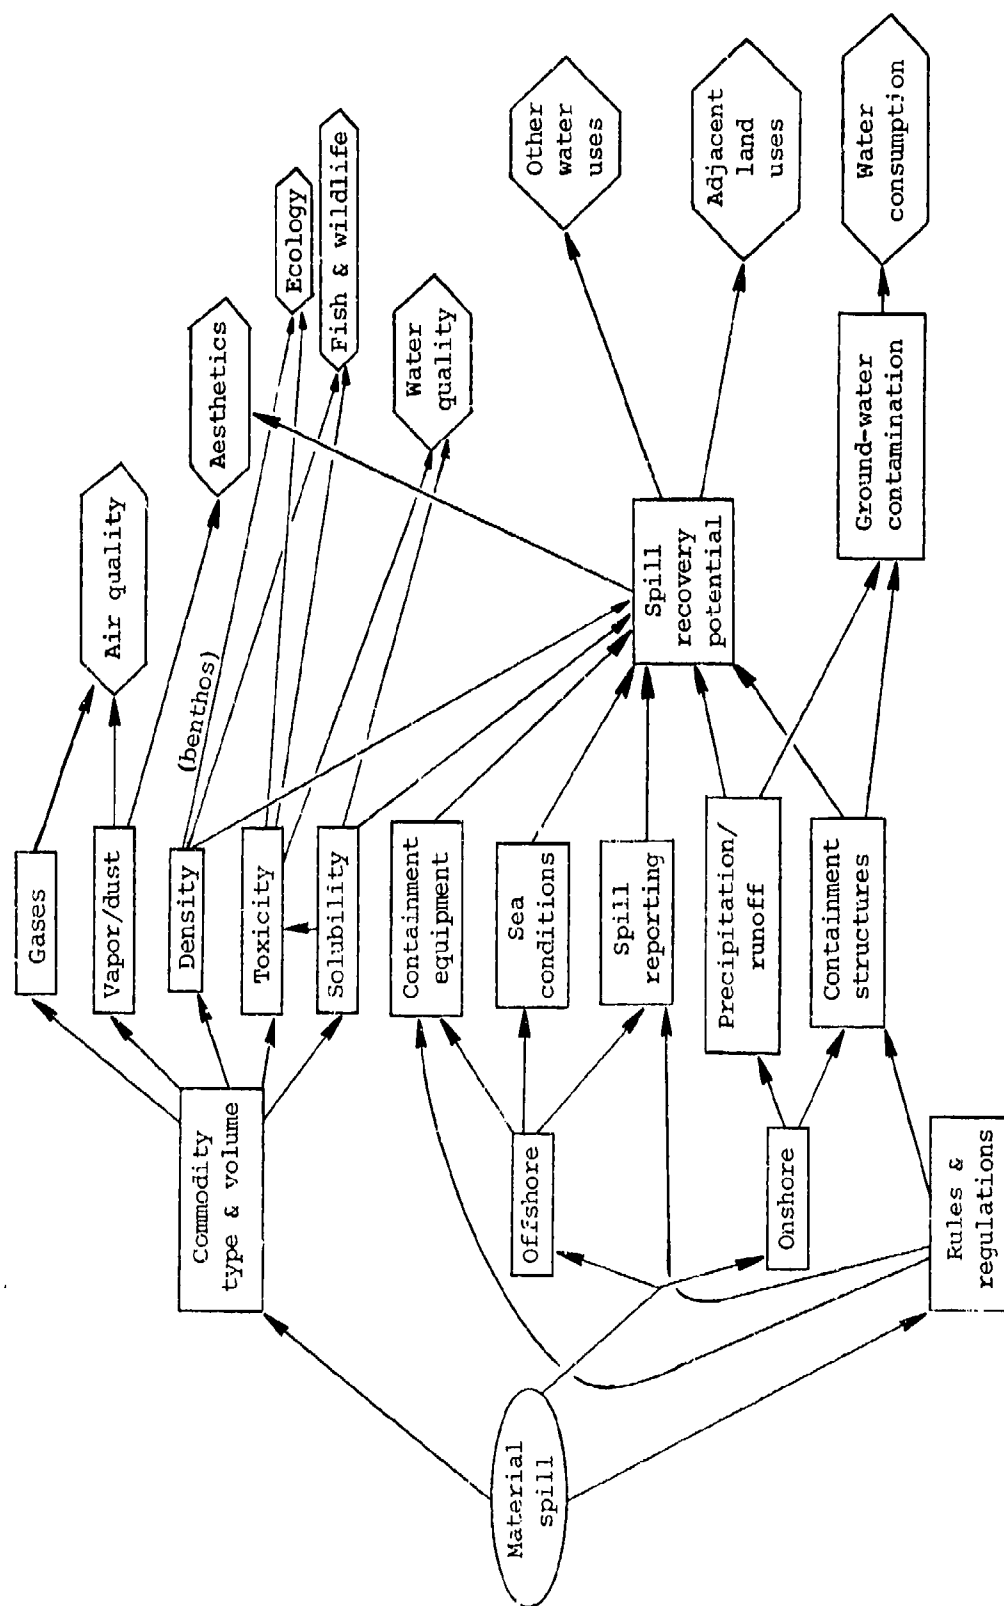 Material
spill
Commodity
type & volume
Offshore
Onshore
Rules &
regulations
Gases
Vapor/dust
Density
Toxicity
Solubility
Containment
equipment
Sea
conditions
Spill
reporting
Precipitation/
runoff
Containment
structures
(benthos)
Spill
recovery
potential
Ground-water
contamination
Air quality
Aesthetics
Ecology
Fish & wildlife
Water
quality
Other
water
uses
Adjacent
land
uses
Water
consumption